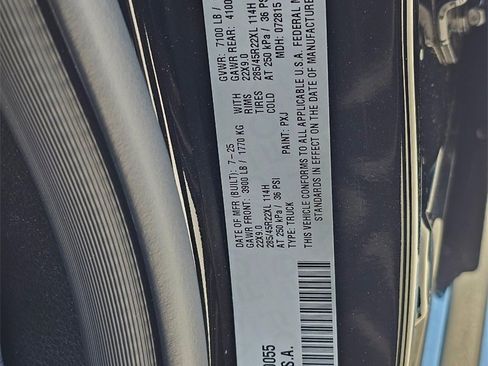 DATE OF MFR (BUILT): 7-25 GVWR: 7100 LB /
GAWR FRONT: 3900 LB / 1770 KG WITH GAWR REAR: 4100
22X9.0 RIMS 22X9.0
285/45R22XL 114H TIRES 285/45R22XL 114H
AT 250 kPa / 36 PSI COLD AT 250 kPa / 36 PSI
TYPE: TRUCK PAINT: PXJ MDH: 072815
THIS VEHICLE CONFORMS TO ALL APPLICABLE U.S.A. FEDERAL
STANDARDS IN EFFECT ON THE DATE OF MANUFACTURE
0055
S.A.